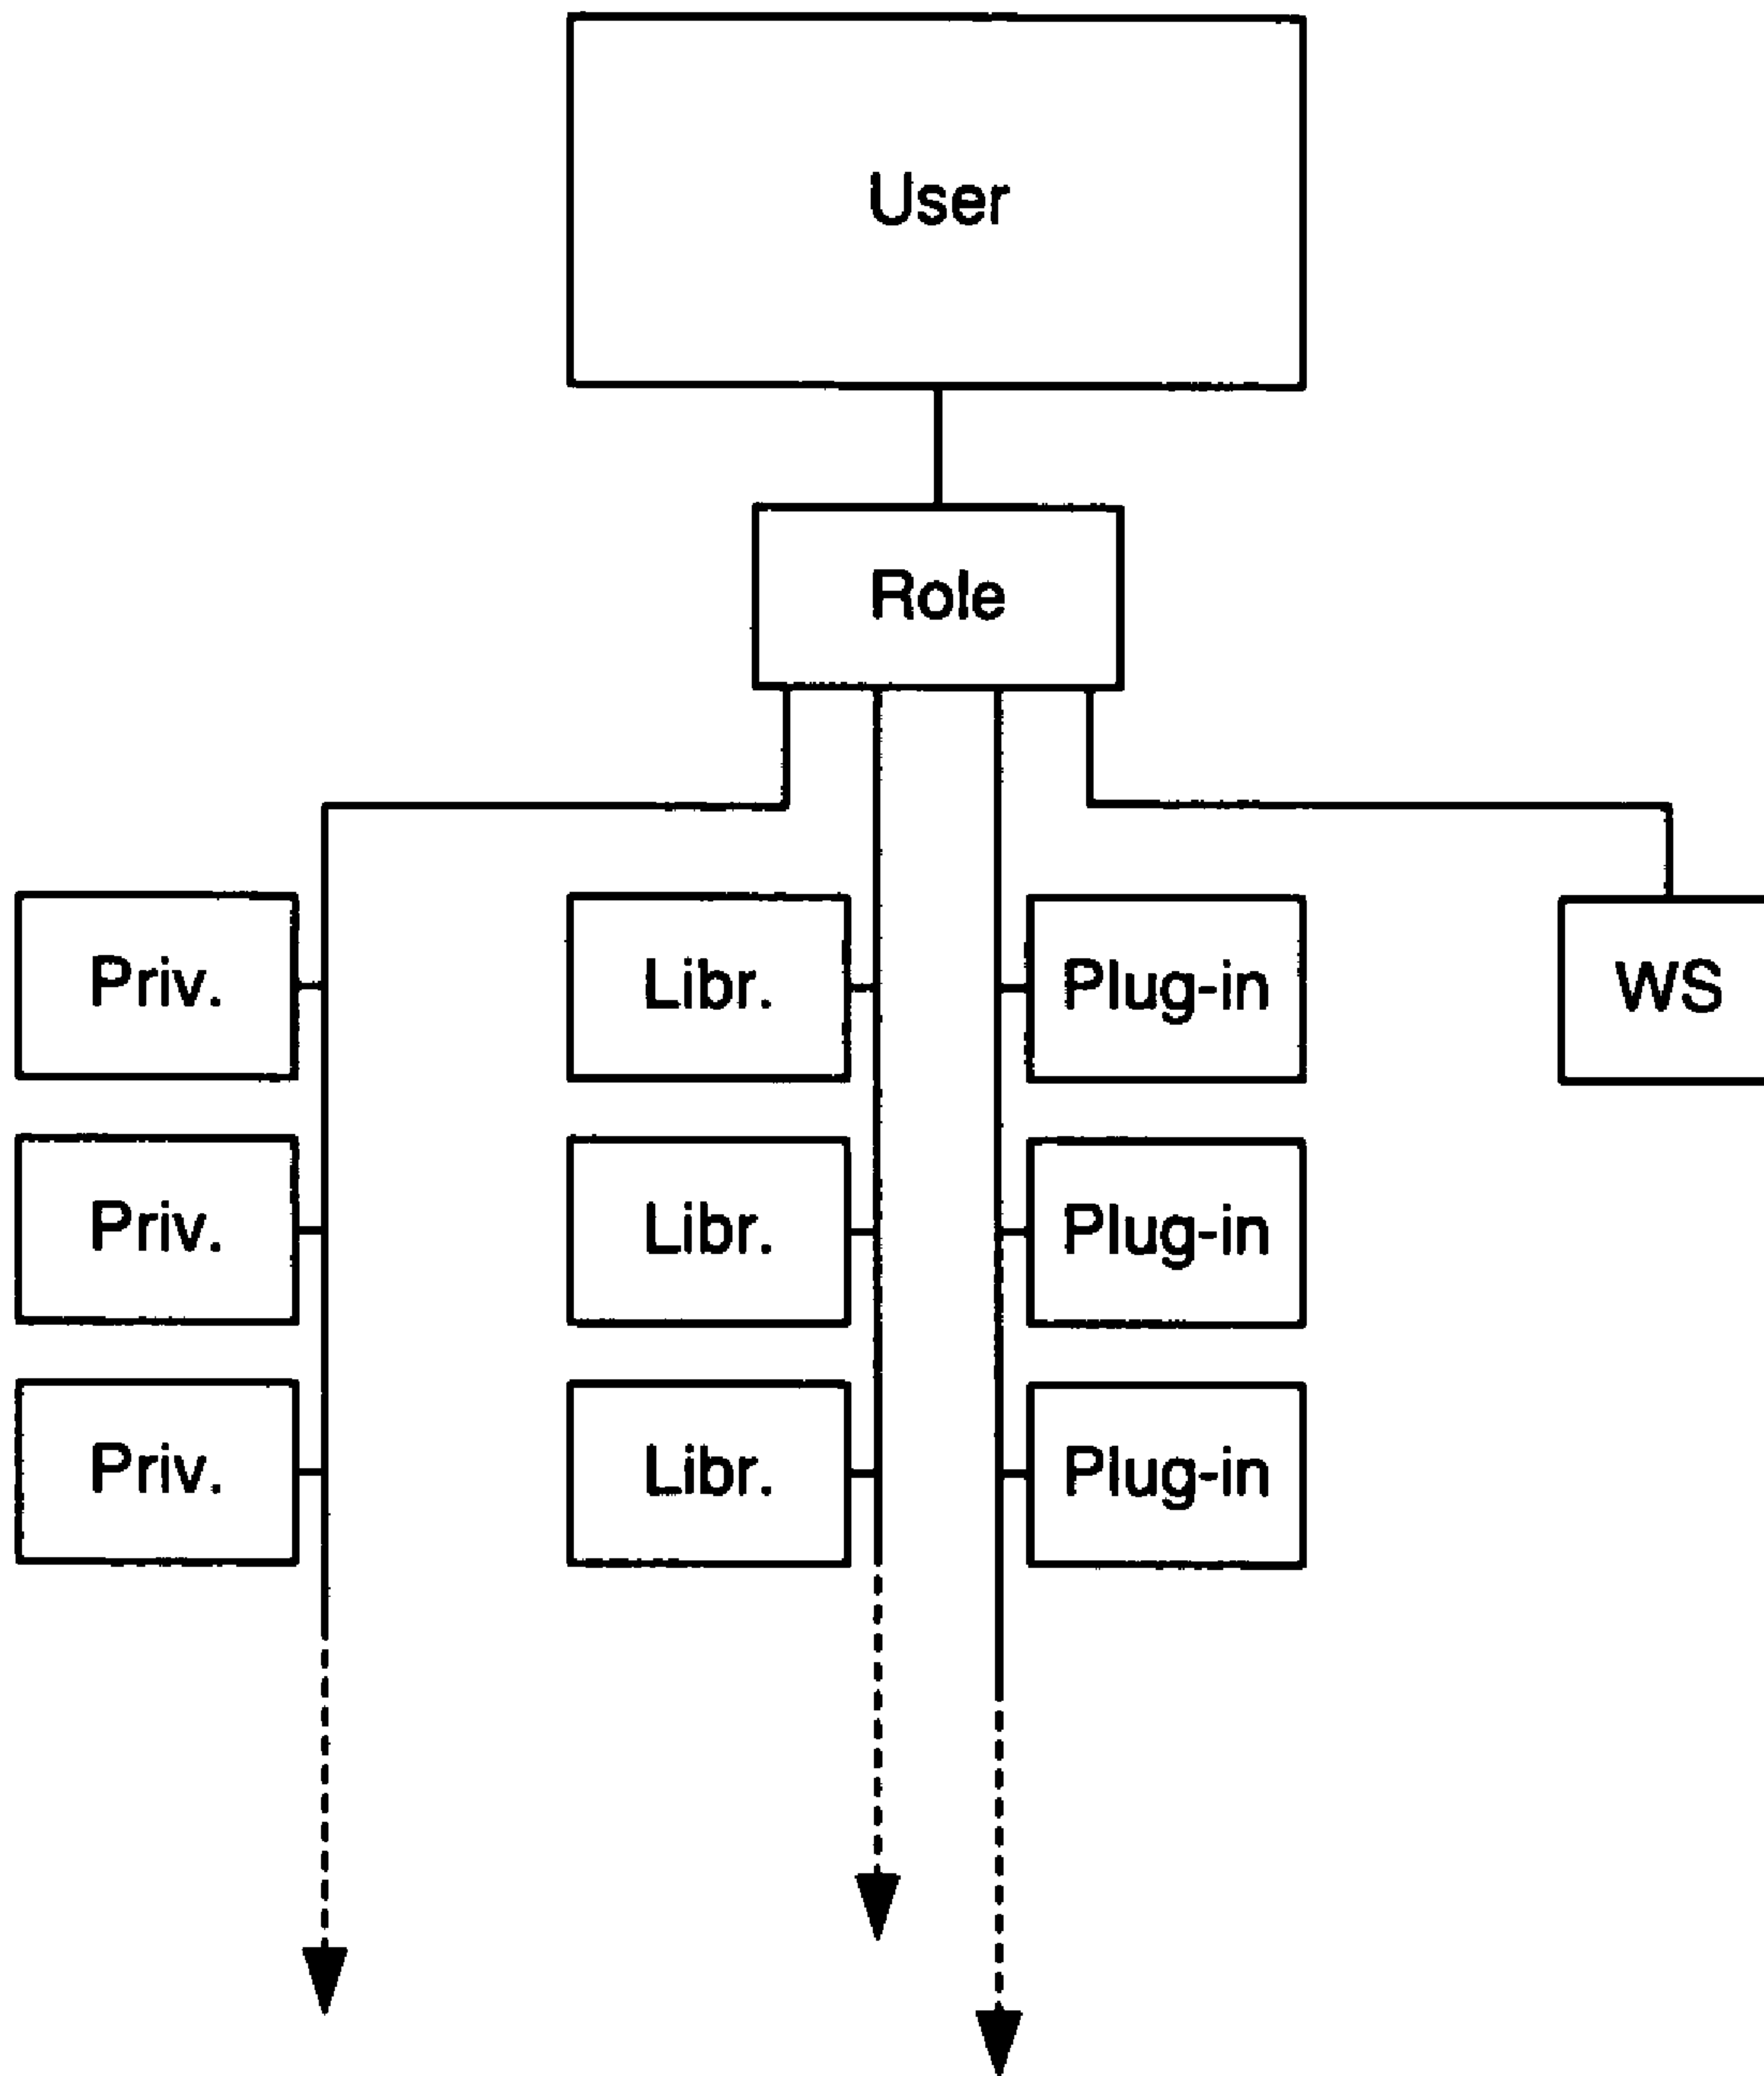 User
Role
Priv. Libr. Plug-in WS
Priv. Libr. Plug-in
Priv. Libr. Plug-in